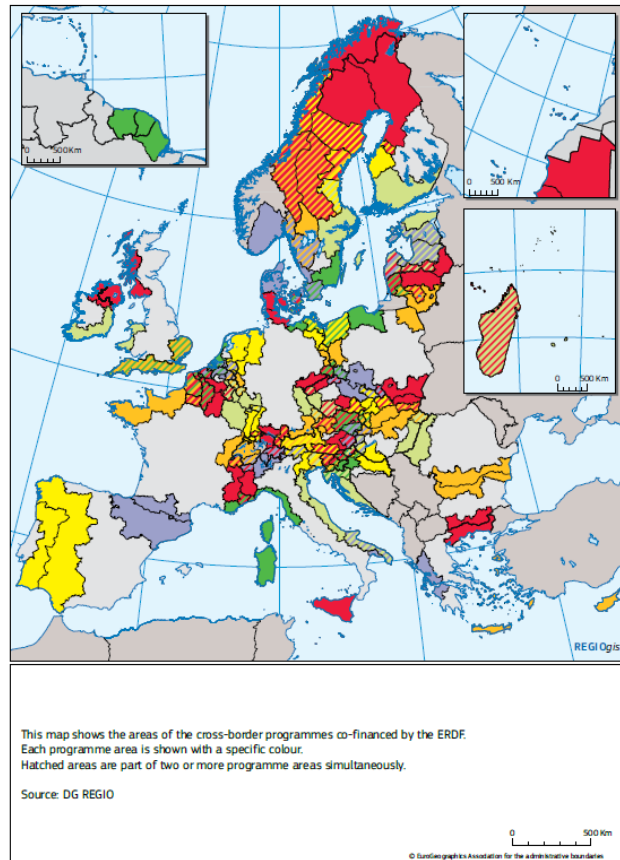 0 500 Km
0 500 Km
0 500 Km
REGIOgis
This map shows the areas of the cross-border programmes co-financed by the ERDF.
Each programme area is shown with a specific colour.
Hatched areas are part of two or more programme areas simultaneously.
Source: DG REGIO
0 500 Km
© EuroGeographics Association for the administrative boundaries